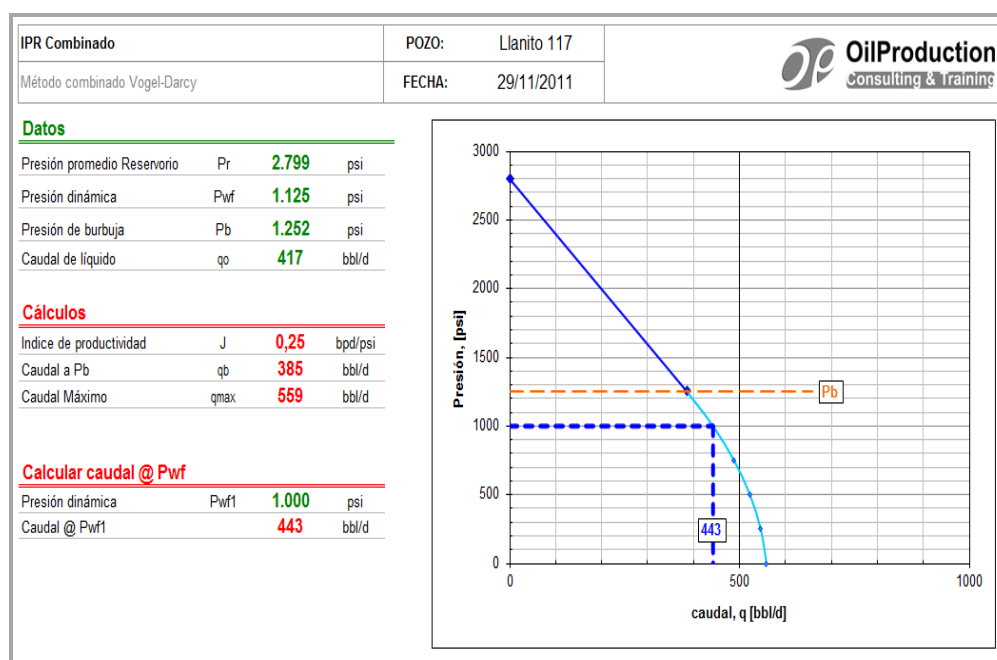 IPR Combinado POZO: Llanito 117
Método combinado Vogel-Darcy FECHA: 29/11/2011
OilProduction
Consulting & Training
Datos
Presión promedio Reservorio Pr 2.799 psi
Presión dinámica Pwf 1.125 psi
Presión de burbuja Pb 1.252 psi
Caudal de líquido qo 417 bbl/d
Cálculos
Indice de productividad J 0,25 bpd/psi
Caudal a Pb qb 385 bbl/d
Caudal Máximo qmax 559 bbl/d
Calcular caudal @ Pwf
Presión dinámica Pwf1 1.000 psi
Caudal @ Pwf1 443 bbl/d
Presión, [psi]
3000
2500
2000
1500
1000
500
0
Pb
443
0 500 1000
caudal, q [bbl/d]